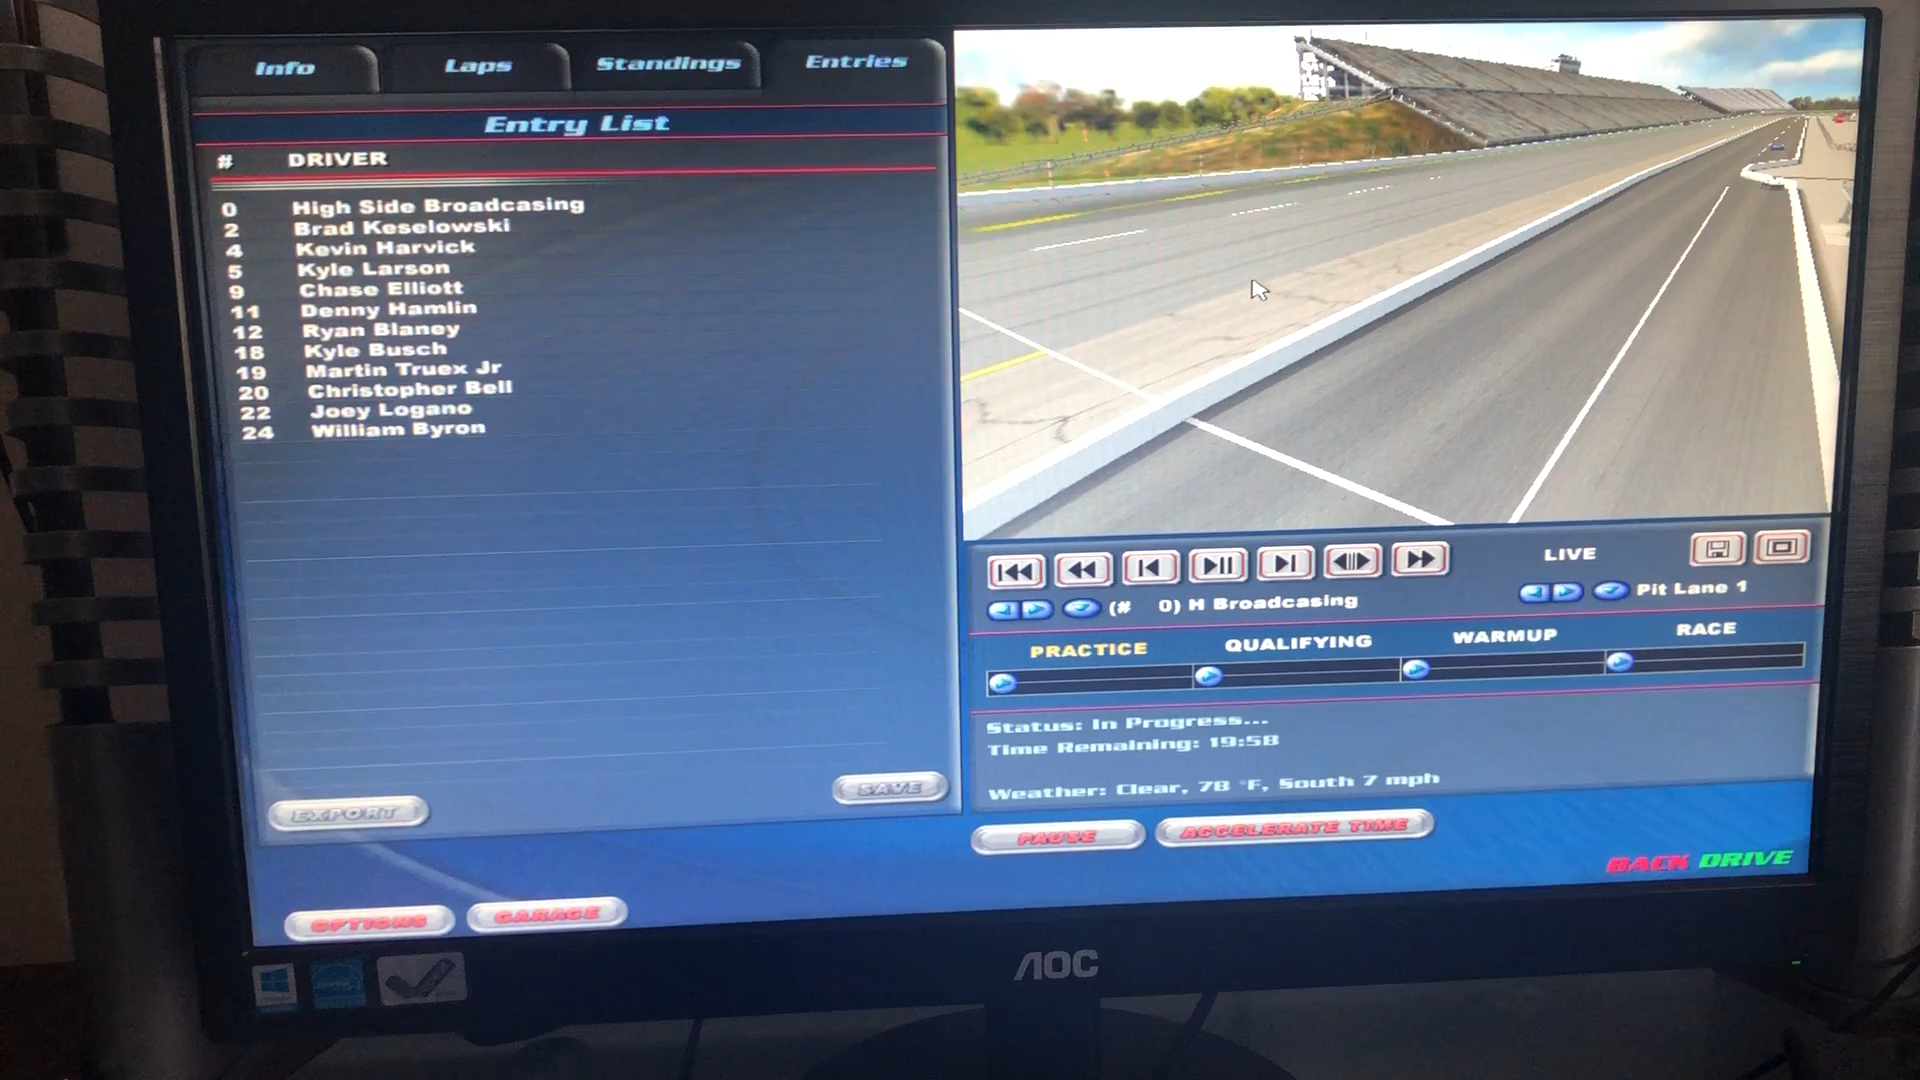 Info
Laps
Standings
Entries
Entry List
# DRIVER
0 High Side Broadcasing
2 Brad Keselowski
4 Kevin Harvick
5 Kyle Larson
9 Chase Elliott
11 Denny Hamlin
12 Ryan Blaney
18 Kyle Busch
19 Martin Truex Jr
20 Christopher Bell
22 Joey Logano
24 William Byron
EXPORT
SAVE
OPTIONS
GARAGE
LIVE
(# 0) H Broadcasing
Pit Lane 1
PRACTICE
QUALIFYING
WARMUP
RACE
Status: In Progress...
Time Remaining: 19:58
Weather: Clear, 78 °F, South 7 mph
PAUSE
ACCELERATE TIME
BACK DRIVE
AOC